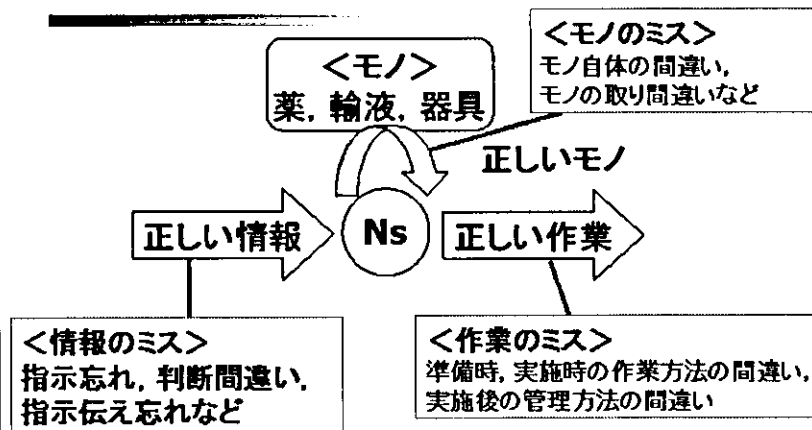 <モノのミス>
モノ自体の間違い,
モノの取り間違いなど
<モノ>
薬, 輸液, 器具
正しいモノ
正しい情報
Ns
正しい作業
<情報のミス>
指示忘れ, 判断間違い,
指示伝え忘れなど
<作業のミス>
準備時, 実施時の作業方法の間違い,
実施後の管理方法の間違い